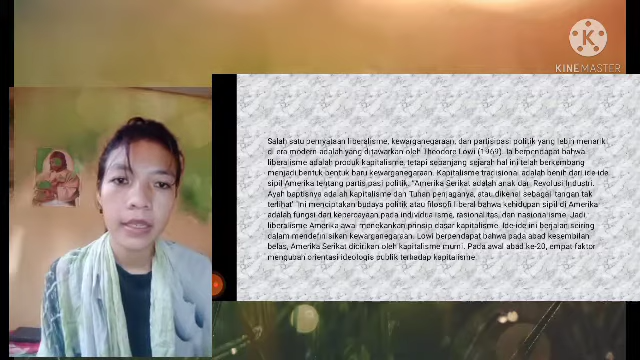 KINEMASTER
Salah satu pernyataan liberalisme, kewarganegaraan, dan partisipasi politik yang lebih menarik
di era modern adalah yang ditawarkan oleh Theodore Lowi (1969). Ia berpendapat bahwa
liberalisme adalah produk kapitalisme, tetapi sepanjang sejarah hal ini telah berkembang
menjadi bentuk-bentuk baru kewarganegaraan. Kapitalisme tradisional adalah benih dari ide-ide
sipil Amerika tentang partisipasi politik. "Amerika Serikat adalah anak dari Revolusi Industri.
Ayah baptisnya adalah kapitalisme dan Tuhan penjaganya, atau dikenal sebagai 'tangan tak
terlihat'" Ini menciptakan budaya politik atau filosofi liberal bahwa kehidupan sipil di Amerika
adalah fungsi dari kepercayaan pada individualisme, rasionalitas, dan nasionalisme. Jadi,
liberalisme Amerika awal menekankan prinsip dasar kapitalisme. Ide-ide ini berjalan seiring
dalam mendefinisikan kewarganegaraan. Lowi berpendapat bahwa pada abad kesembilan
belas, Amerika Serikat dicirikan oleh kapitalisme murni. Pada awal abad ke-20, empat faktor
mengubah orientasi ideologis publik terhadap kapitalisme.